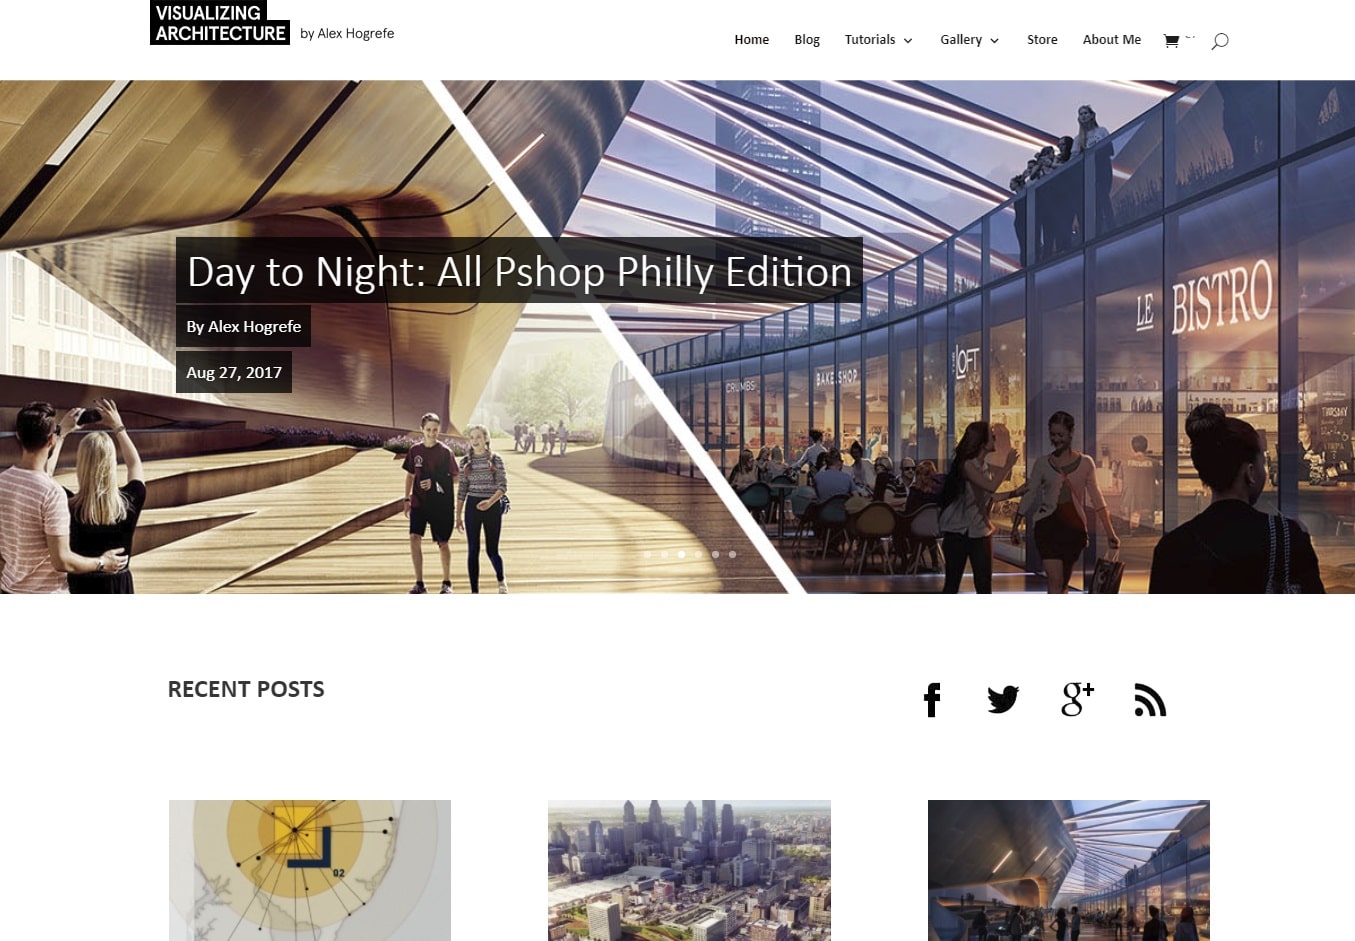 VISUALIZING
ARCHITECTURE by Alex Hogrefe
Home Blog Tutorials Gallery Store About Me
Day to Night: All Pshop Philly Edition
By Alex Hogrefe
Aug 27, 2017
LE BISTRO
LOFT
BAKE SHOP
CRUMBS
THURSDAY
RECENT POSTS
g+
02